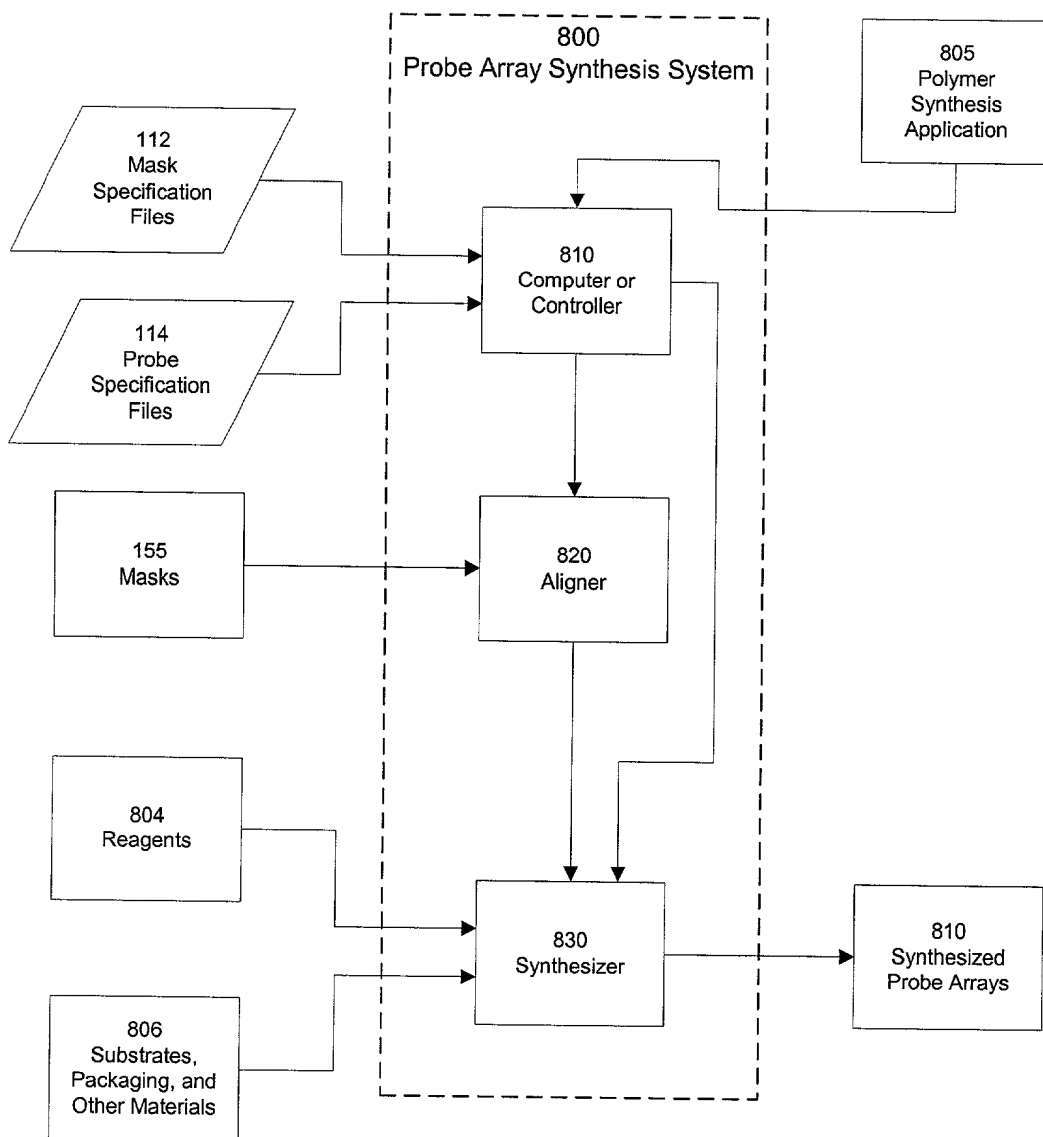 800
Probe Array Synthesis System
805
Polymer
Synthesis
Application
112
Mask
Specification
Files
810
Computer or
Controller
114
Probe
Specification
Files
155
Masks
820
Aligner
804
Reagents
830
Synthesizer
810
Synthesized
Probe Arrays
806
Substrates,
Packaging, and
Other Materials